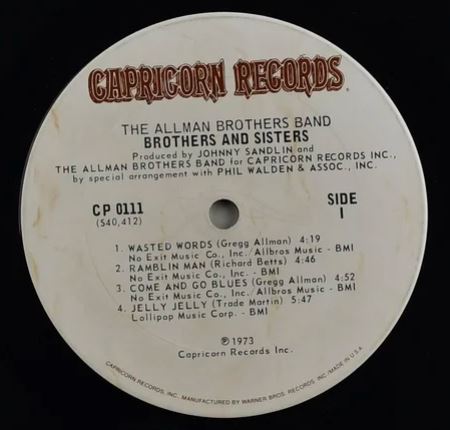 CAPRICORN RECORDS
THE ALLMAN BROTHERS BAND
BROTHERS AND SISTERS
Produced by JOHNNY SANDLIN and
THE ALLMAN BROTHERS BAND for CAPRICORN RECORDS INC.,
by special arrangement with PHIL WALDEN & ASSOC., INC.
CP 0111
(S40,412)
SIDE
I
1. WASTED WORDS (Gregg Allman) 4:19
No Exit Music Co., Inc./Allbros Music - BMI
2. RAMBLIN MAN (Richard Betts) 4:46
No Exit Music Co., Inc. - BMI
3. COME AND GO BLUES (Gregg Allman) 4:52
No Exit Music Co., Inc./Allbros Music - BMI
4. JELLY JELLY (Trade Martin) 5:47
Lollipop Music Corp. - BMI
℗1973
Capricorn Records Inc.
CAPRICORN RECORDS, INC. MANUFACTURED BY WARNER BROS. RECORDS INC. • MADE IN U.S.A.